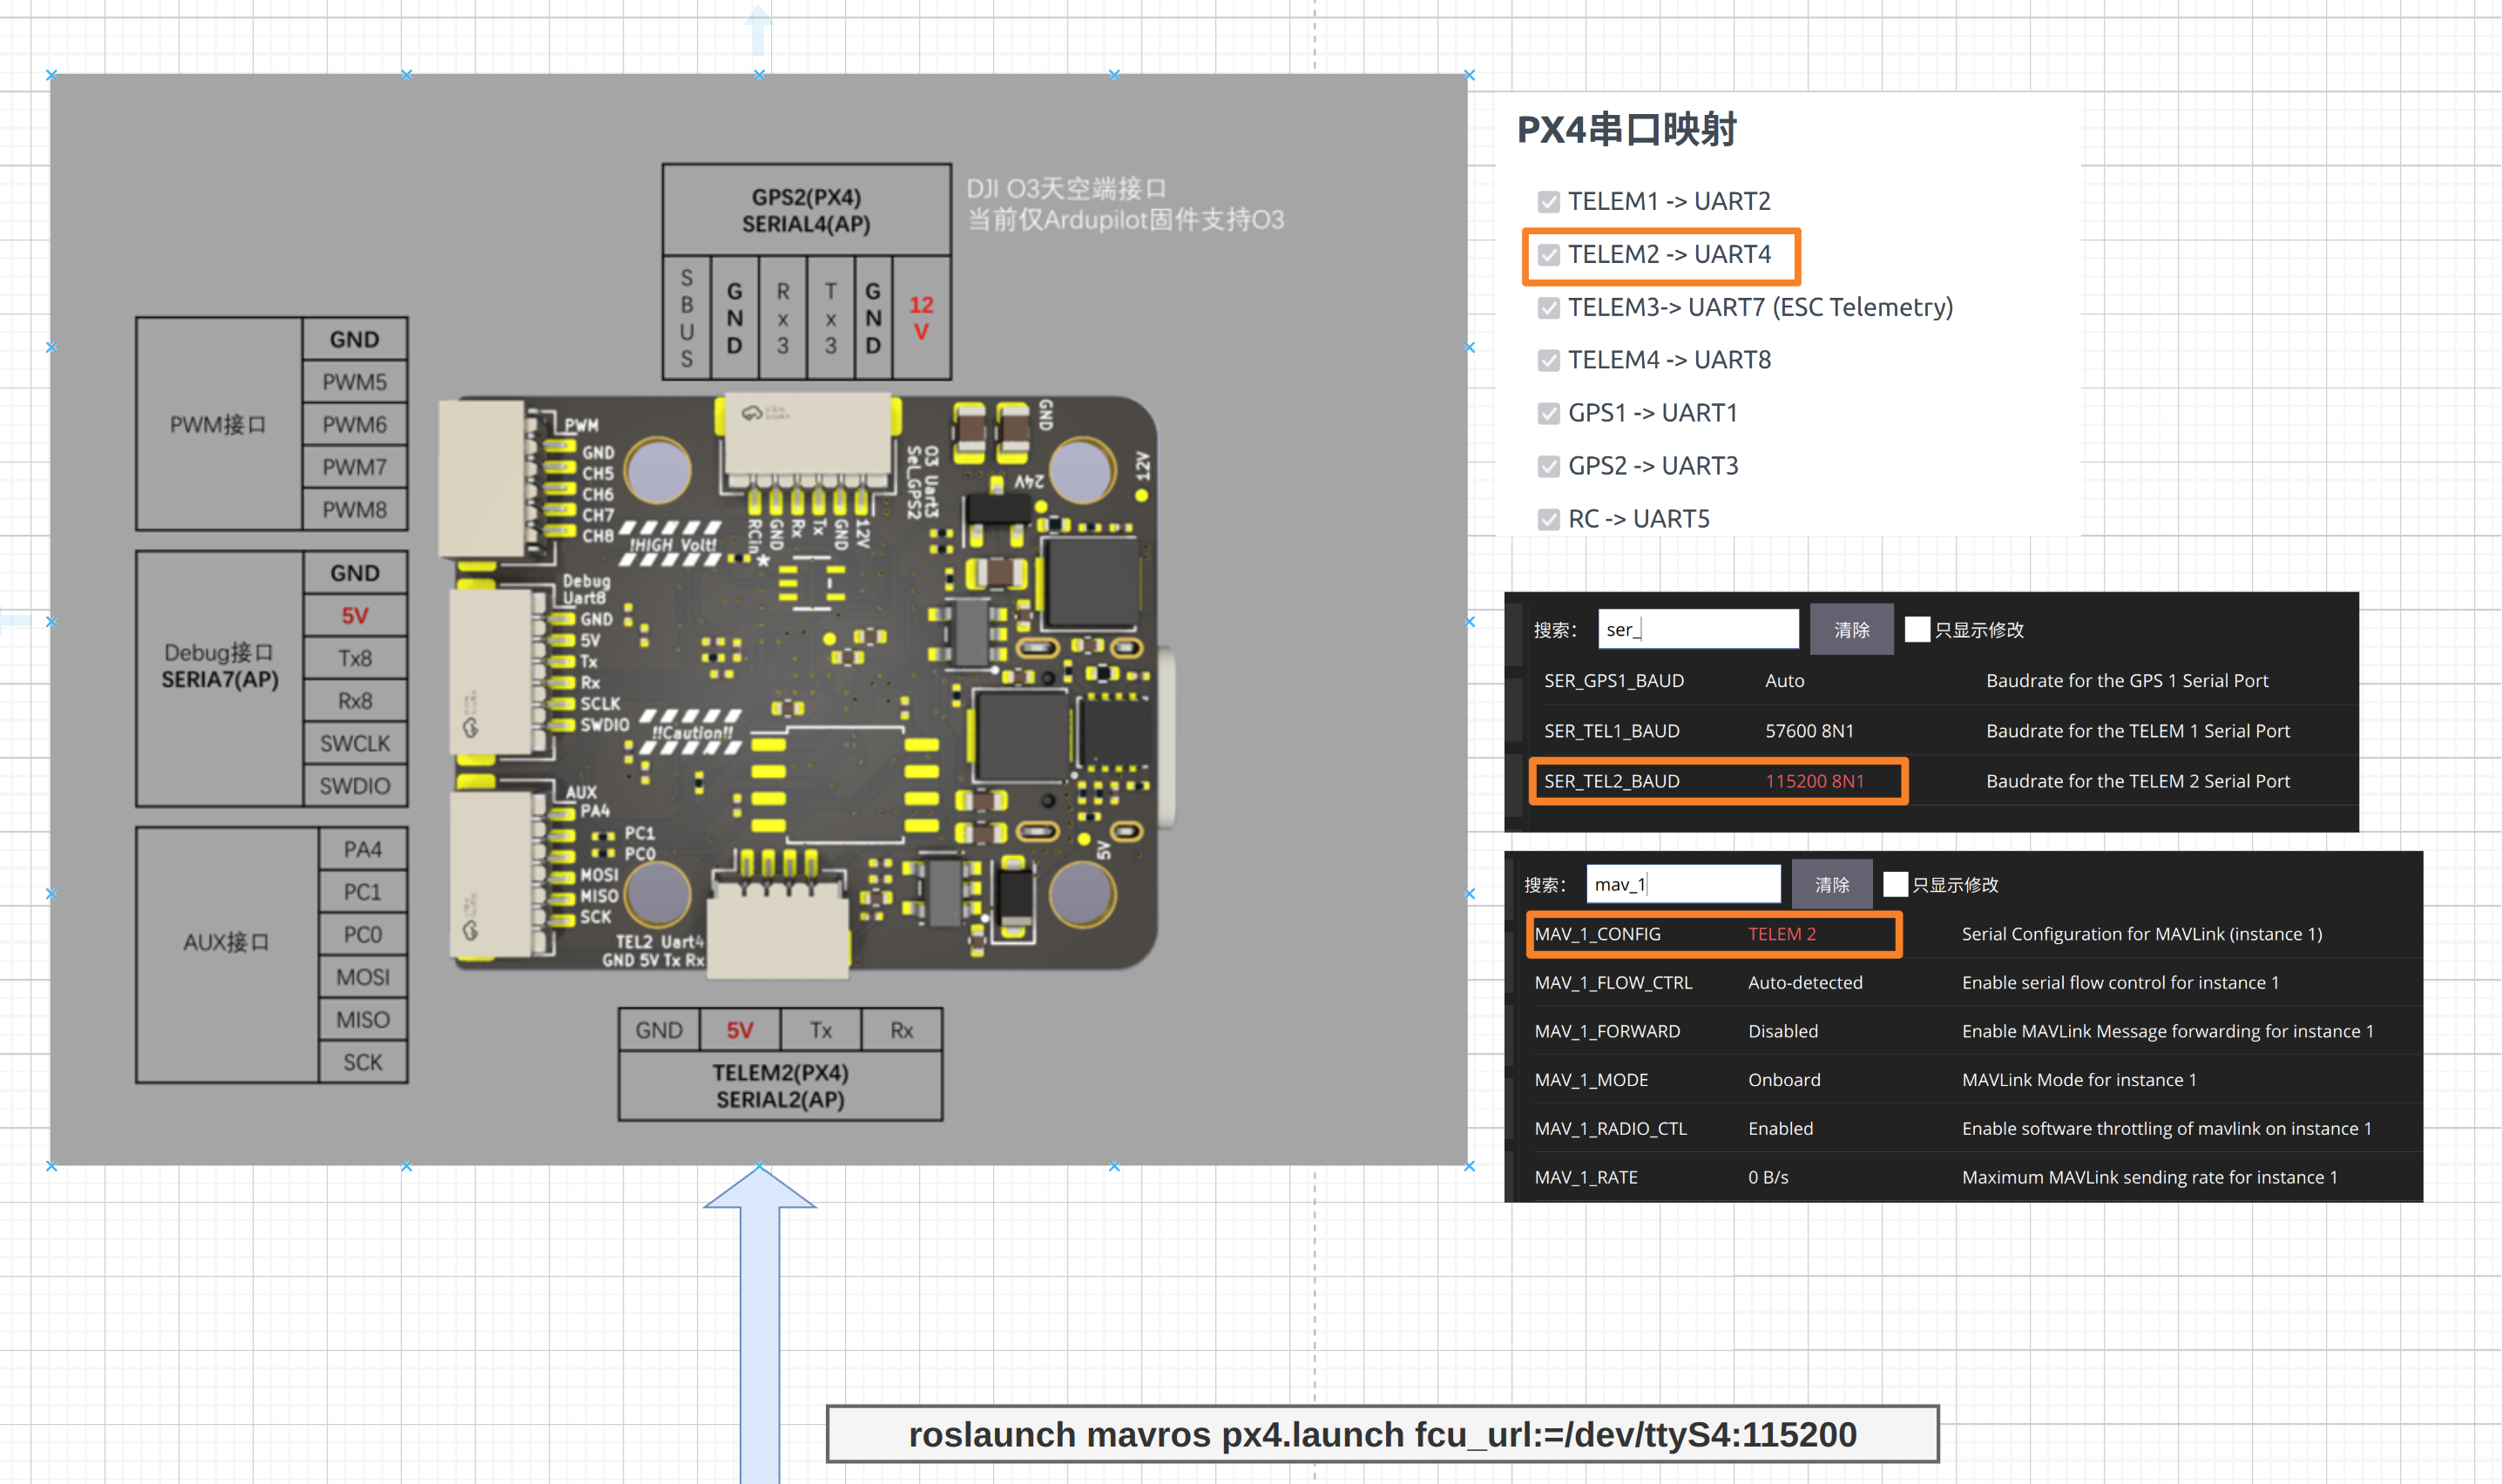 GPS2(PX4)
SERIAL4(AP)
SBUS
GND
Rx3
Tx3
GND
12V
DJI O3天空端接口
当前仅Ardupilot固件支持O3
PWM接口
GND
PWM5
PWM6
PWM7
PWM8
Debug接口
SERIA7(AP)
GND
5V
Tx8
Rx8
SWCLK
SWDIO
AUX接口
PA4
PC1
PC0
MOSI
MISO
SCK
PWM
GND
CH5
CH6
CH7
CH8
!HIGH Volt!
RCin
GND
Rx
Tx
GND
12V
*
O3 Uart3
Sel_GPS2
GND
24V
12V
Debug
Uart8
GND
5V
Tx
Rx
SCLK
SWDIO
!!Caution!!
AUX
PA4
PC1
PC0
MOSI
MISO
SCK
5V
TEL2 Uart4
GND 5V Tx Rx
GND 5V Tx Rx
TELEM2(PX4)
SERIAL2(AP)
PX4串口映射
TELEM1 -> UART2
TELEM2 -> UART4
TELEM3-> UART7 (ESC Telemetry)
TELEM4 -> UART8
GPS1 -> UART1
GPS2 -> UART3
RC -> UART5
搜索: ser_ 清除 只显示修改
SER_GPS1_BAUD Auto Baudrate for the GPS 1 Serial Port
SER_TEL1_BAUD 57600 8N1 Baudrate for the TELEM 1 Serial Port
SER_TEL2_BAUD 115200 8N1 Baudrate for the TELEM 2 Serial Port
搜索: mav_1 清除 只显示修改
MAV_1_CONFIG TELEM 2 Serial Configuration for MAVLink (instance 1)
MAV_1_FLOW_CTRL Auto-detected Enable serial flow control for instance 1
MAV_1_FORWARD Disabled Enable MAVLink Message forwarding for instance 1
MAV_1_MODE Onboard MAVLink Mode for instance 1
MAV_1_RADIO_CTL Enabled Enable software throttling of mavlink on instance 1
MAV_1_RATE 0 B/s Maximum MAVLink sending rate for instance 1
roslaunch mavros px4.launch fcu_url:=/dev/ttyS4:115200